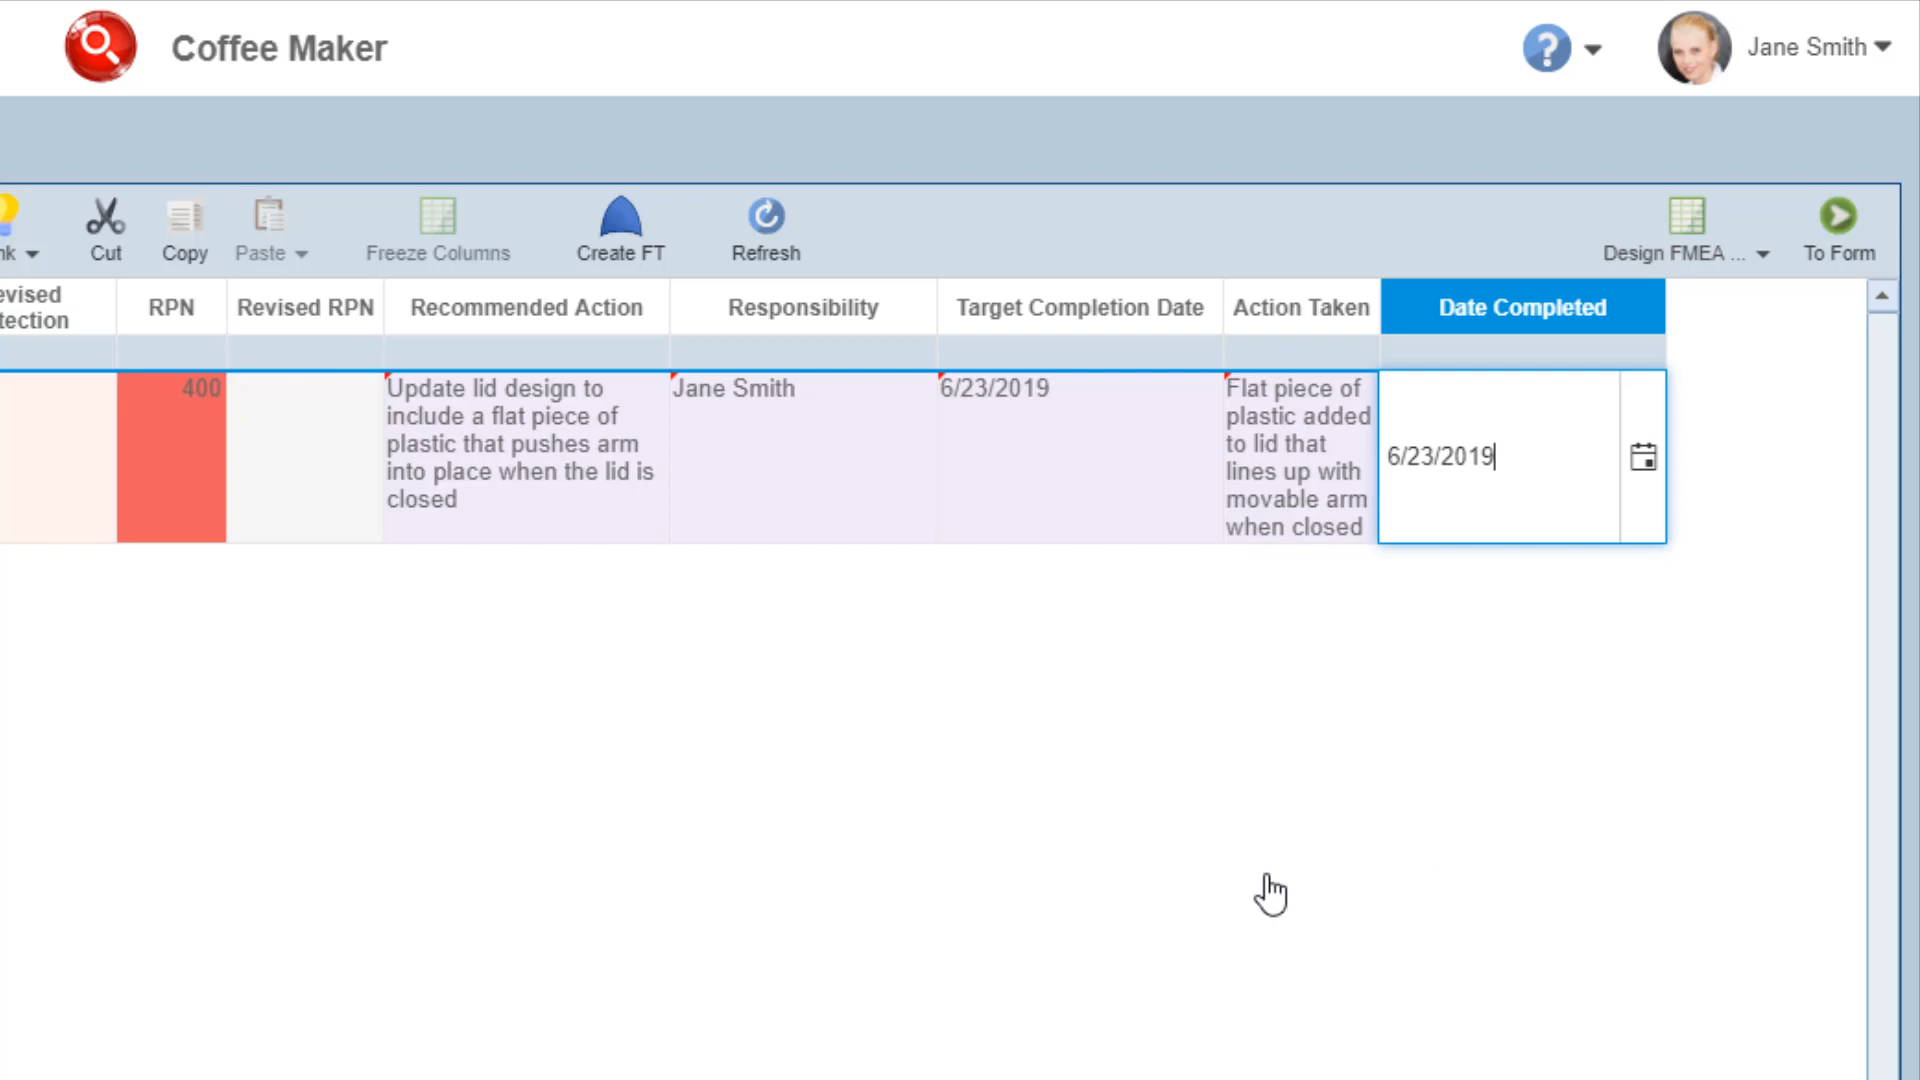 Coffee Maker
?
Jane Smith
nk
Cut
Copy
Paste
Freeze Columns
Create FT
Refresh
Design FMEA ...
To Form
evised
tection
RPN
Revised RPN
Recommended Action
Responsibility
Target Completion Date
Action Taken
Date Completed
400
Update lid design to
include a flat piece of
plastic that pushes arm
into place when the lid is
closed
Jane Smith
6/23/2019
Flat piece of
plastic added
to lid that
lines up with
movable arm
when closed
6/23/2019